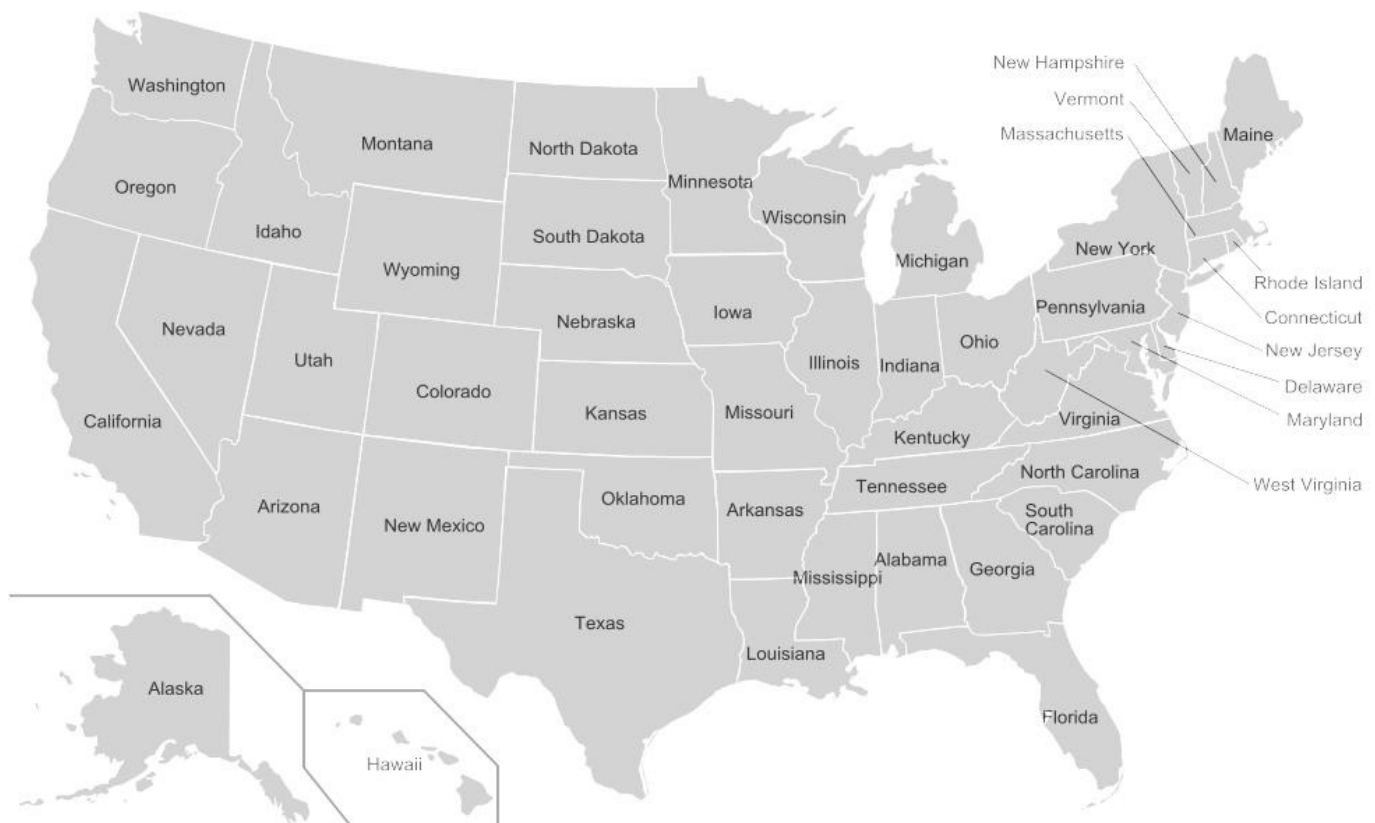 New Hampshire
Vermont
Massachusetts
Maine
Washington
Montana
North Dakota
Minnesota
Oregon
Idaho
Wisconsin
South Dakota
New York
Michigan
Wyoming
Rhode Island
Pennsylvania
Connecticut
Nebraska
Iowa
Nevada
New Jersey
Utah
Illinois
Indiana
Ohio
Delaware
Colorado
Kansas
Missouri
California
Virginia
Maryland
Kentucky
North Carolina
West Virginia
Tennessee
Oklahoma
Arizona
New Mexico
Arkansas
South
Carolina
Mississippi
Alabama
Georgia
Texas
Louisiana
Alaska
Florida
Hawaii